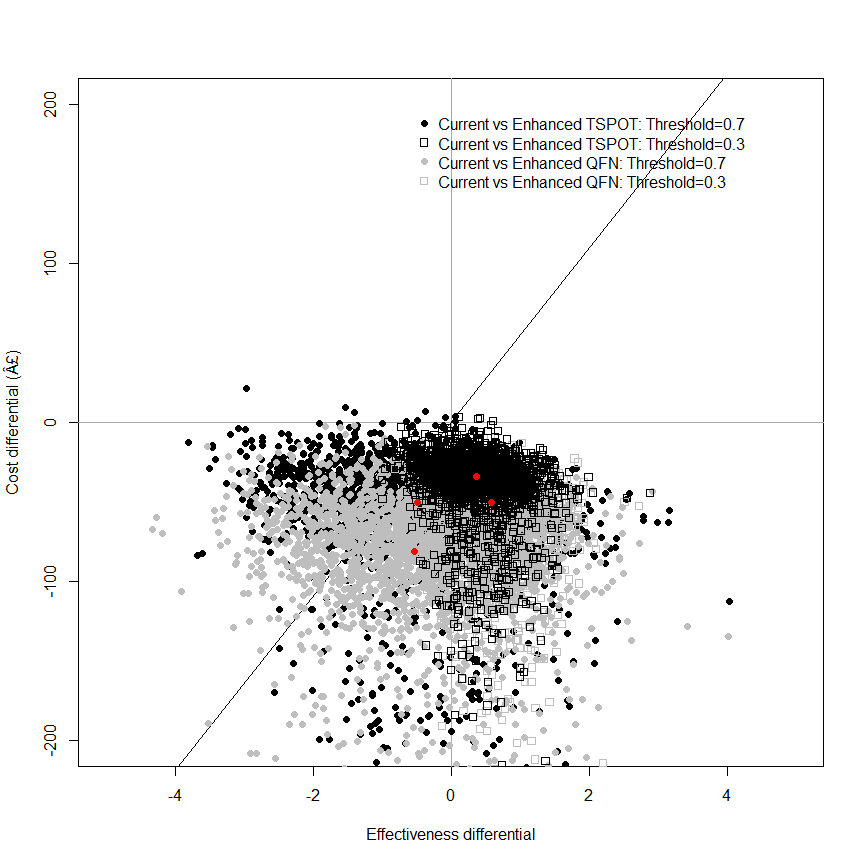 200
100
0
-100
-200
Cost differential (Â£)
Current vs Enhanced TSPOT: Threshold=0.7
Current vs Enhanced TSPOT: Threshold=0.3
Current vs Enhanced QFN: Threshold=0.7
Current vs Enhanced QFN: Threshold=0.3
-4
-2
0
2
4
Effectiveness differential